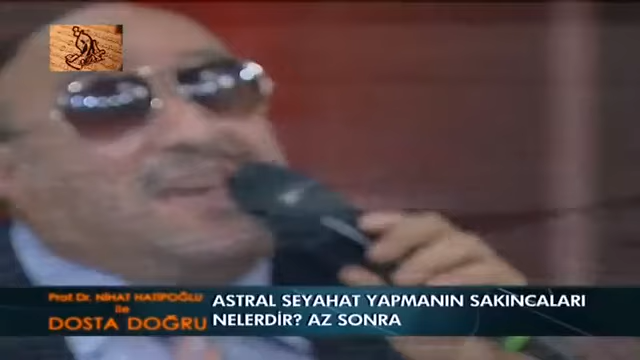 Prof. Dr. NİHAT HATİPOĞLU
ile
DOSTA DOĞRU
ASTRAL SEYAHAT YAPMANIN SAKINCALARI
NELERDİR? AZ SONRA